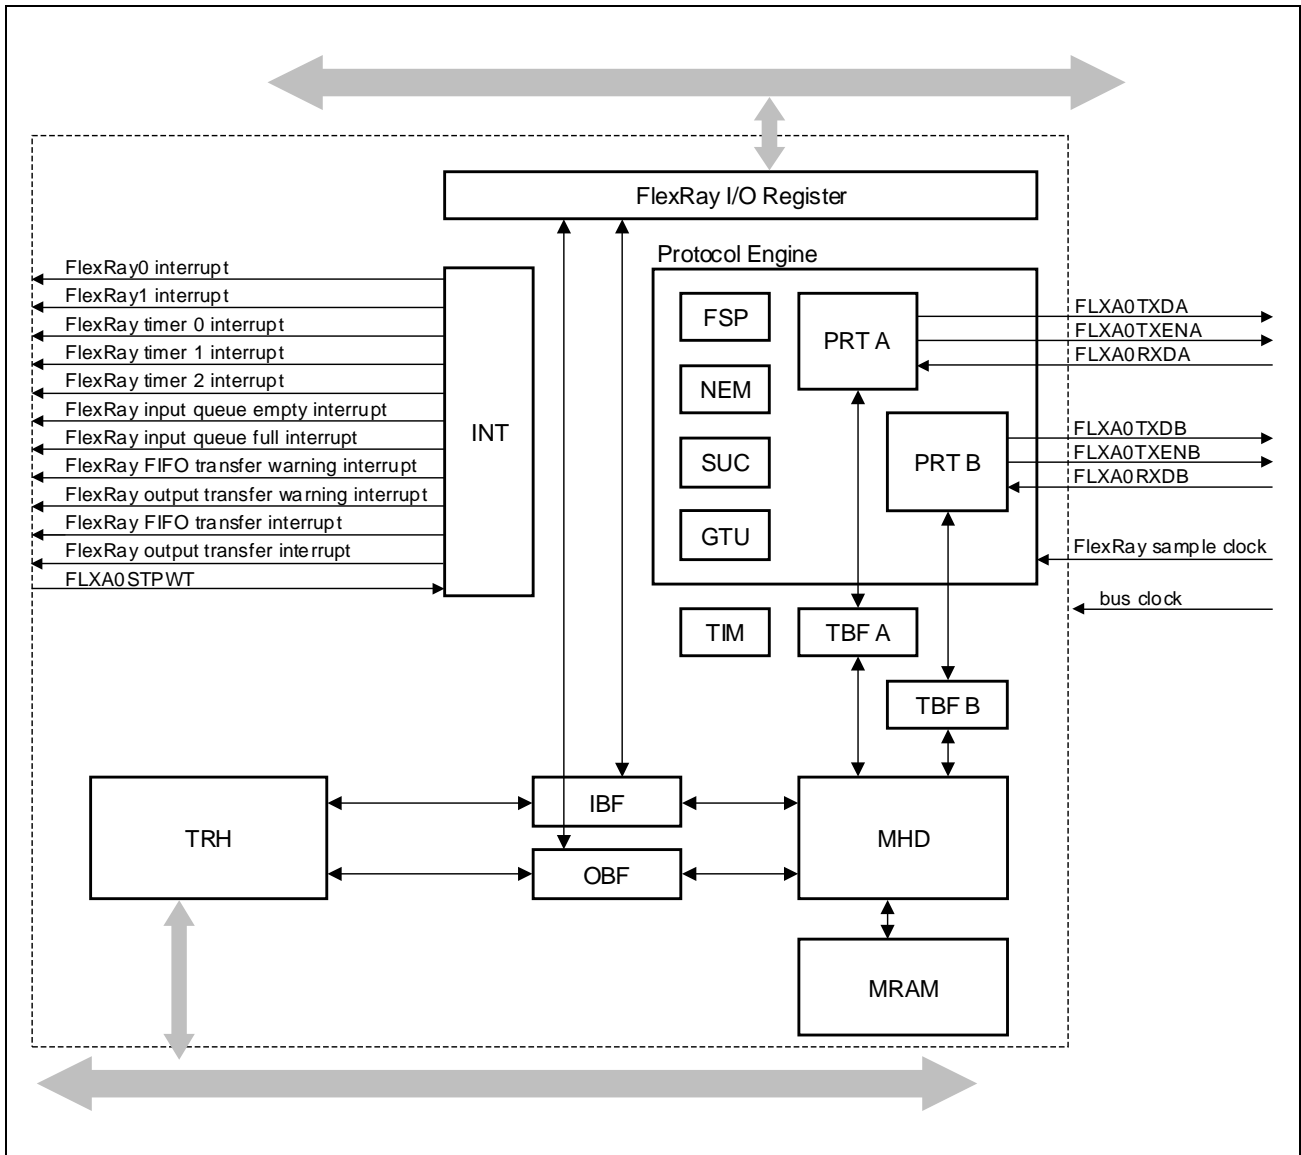 FlexRay I/O Register
Protocol Engine
FlexRay0 interrupt
FlexRay1 interrupt
FlexRay timer 0 interrupt
FlexRay timer 1 interrupt
FlexRay timer 2 interrupt
FlexRay input queue empty interrupt
FlexRay input queue full interrupt
FlexRay FIFO transfer warning interrupt
FlexRay output transfer warning interrupt
FlexRay FIFO transfer interrupt
FlexRay output transfer interrupt
FLXA0STPWT
INT
FSP
NEM
SUC
GTU
PRT A
PRT B
FLXA0TXDA
FLXA0TXENA
FLXA0RXDA
FLXA0TXDB
FLXA0TXENB
FLXA0RXDB
FlexRay sample clock
bus clock
TIM
TBF A
TBF B
TRH
IBF
OBF
MHD
MRAM